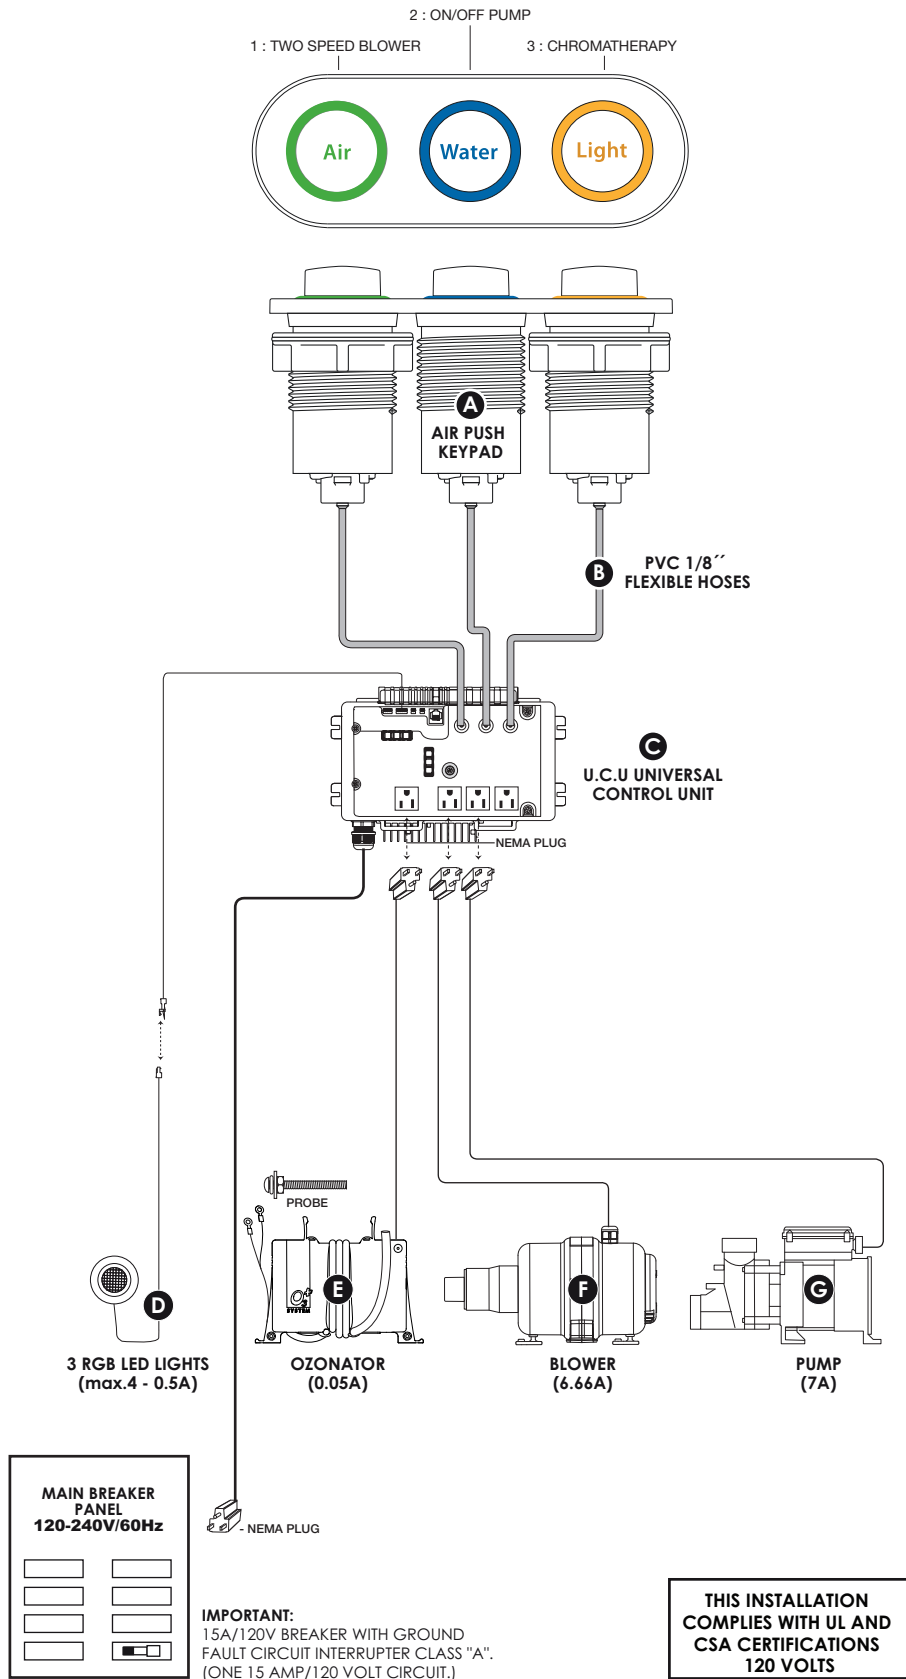 2 : ON/OFF PUMP
1 : TWO SPEED BLOWER
3 : CHROMATHERAPY
Air
Water
Light
A
AIR PUSH
KEYPAD
B
PVC 1/8´´
FLEXIBLE HOSES
C
U.C.U UNIVERSAL
CONTROL UNIT
NEMA PLUG
PROBE
D
E
SYSTEM
F
G
3 RGB LED LIGHTS
(max.4 - 0.5A)
OZONATOR
(0.05A)
BLOWER
(6.66A)
PUMP
(7A)
MAIN BREAKER
PANEL
120-240V/60Hz
- NEMA PLUG
IMPORTANT:
15A/120V BREAKER WITH GROUND
FAULT CIRCUIT INTERRUPTER CLASS "A".
(ONE 15 AMP/120 VOLT CIRCUIT.)
THIS INSTALLATION
COMPLIES WITH UL AND
CSA CERTIFICATIONS
120 VOLTS